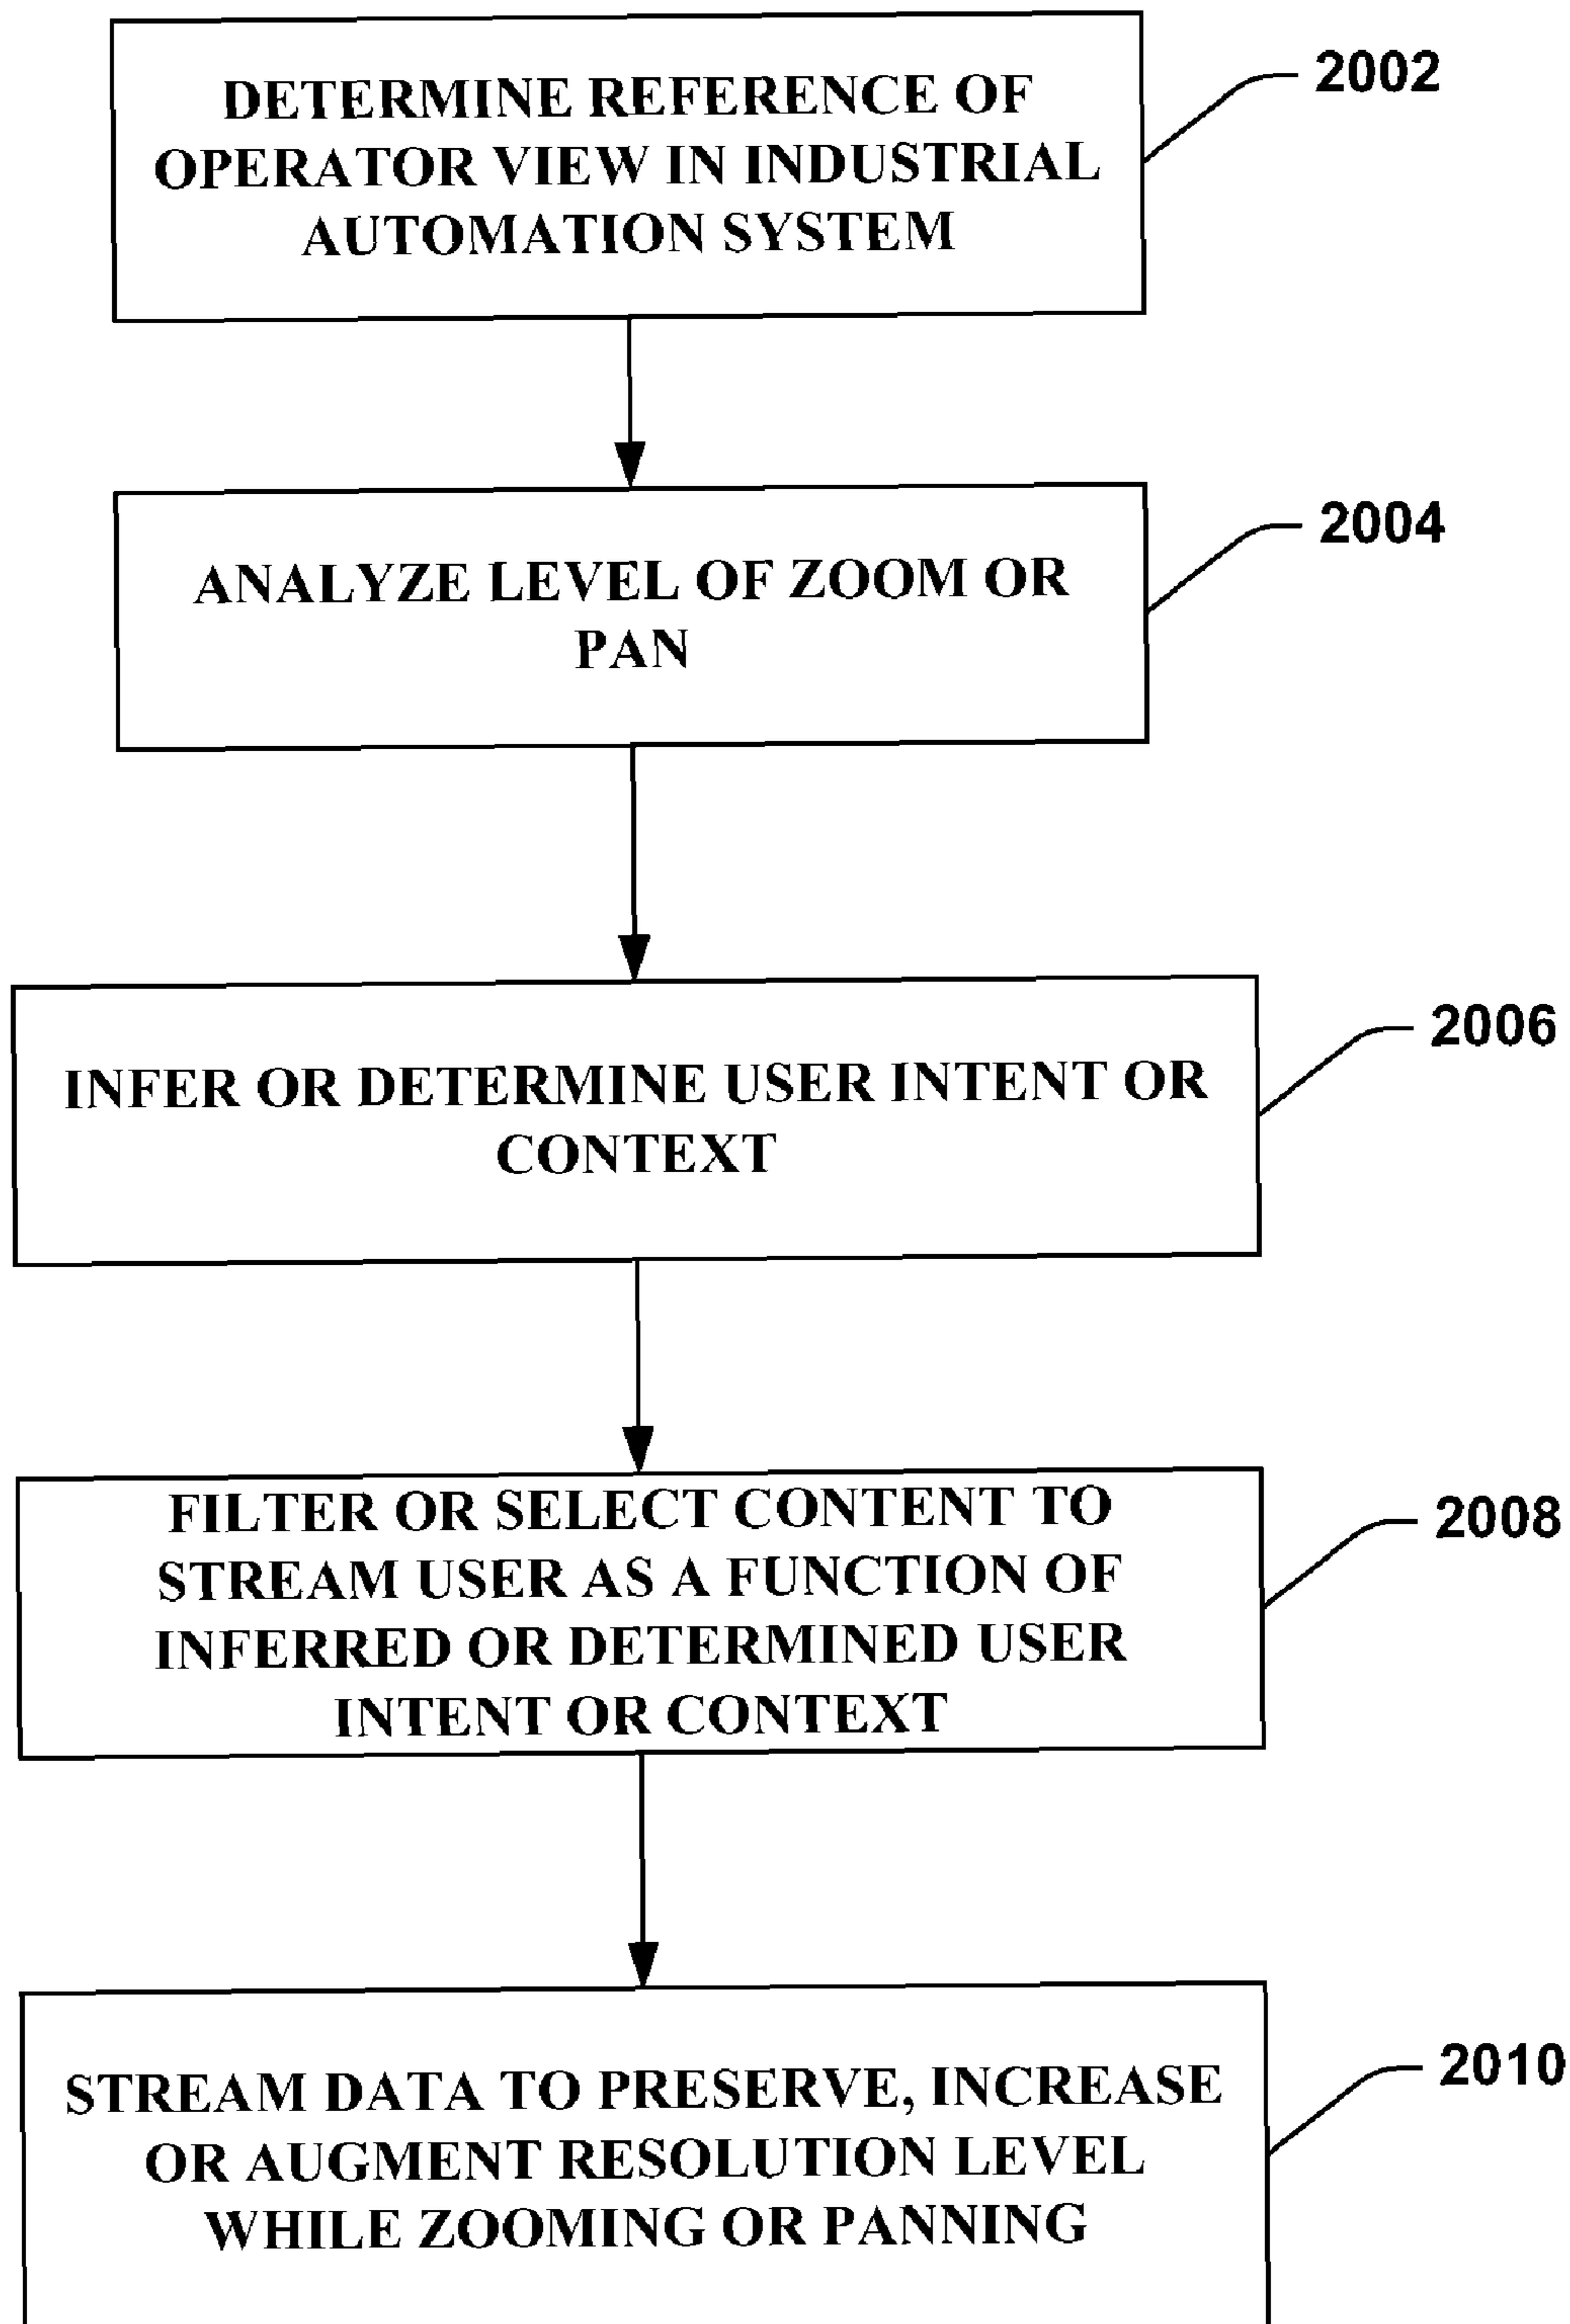 DETERMINE REFERENCE OF
OPERATOR VIEW IN INDUSTRIAL
AUTOMATION SYSTEM
2002
ANALYZE LEVEL OF ZOOM OR
PAN
2004
INFER OR DETERMINE USER INTENT OR
CONTEXT
2006
FILTER OR SELECT CONTENT TO
STREAM USER AS A FUNCTION OF
INFERRED OR DETERMINED USER
INTENT OR CONTEXT
2008
STREAM DATA TO PRESERVE, INCREASE
OR AUGMENT RESOLUTION LEVEL
WHILE ZOOMING OR PANNING
2010